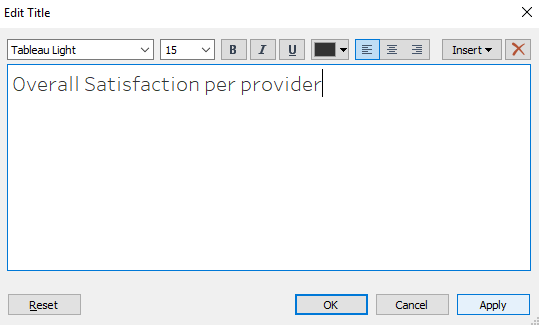 Edit Title
Tableau Light 15 B I U Insert
Overall Satisfaction per provider
Reset OK Cancel Apply